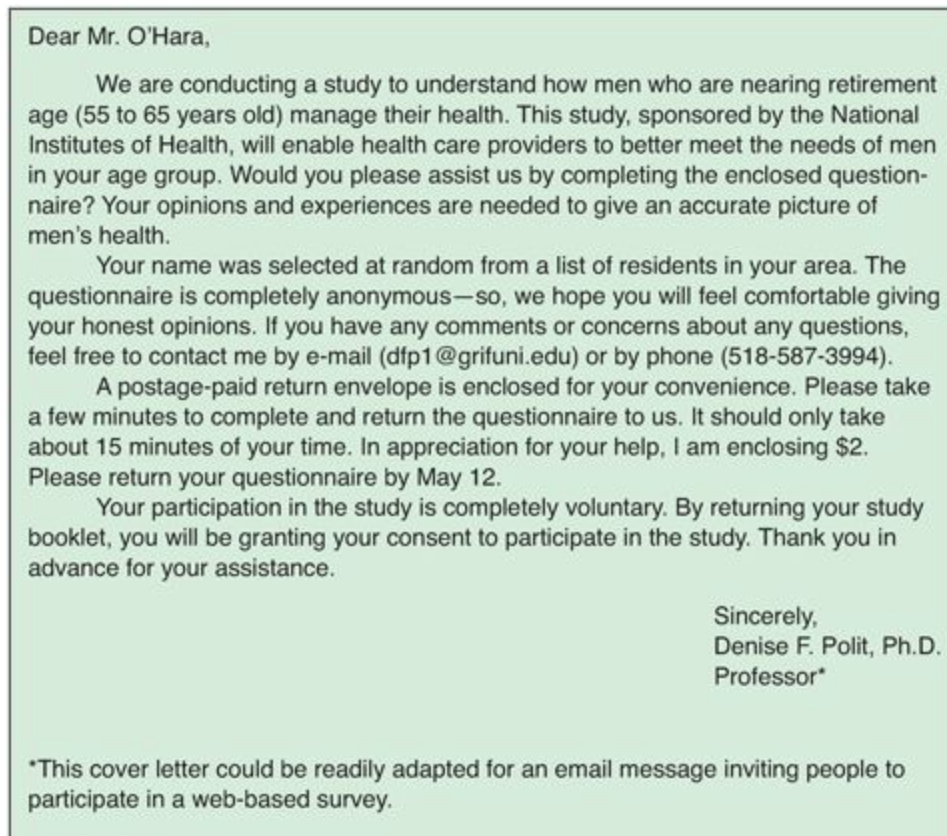 Dear Mr. O'Hara,
We are conducting a study to understand how men who are nearing retirement
age (55 to 65 years old) manage their health. This study, sponsored by the National
Institutes of Health, will enable health care providers to better meet the needs of men
in your age group. Would you please assist us by completing the enclosed question-
naire? Your opinions and experiences are needed to give an accurate picture of
men's health.
Your name was selected at random from a list of residents in your area. The
questionnaire is completely anonymous—so, we hope you will feel comfortable giving
your honest opinions. If you have any comments or concerns about any questions,
feel free to contact me by e-mail (dfp1@grifuni.edu) or by phone (518-587-3994).
A postage-paid return envelope is enclosed for your convenience. Please take
a few minutes to complete and return the questionnaire to us. It should only take
about 15 minutes of your time. In appreciation for your help, I am enclosing $2.
Please return your questionnaire by May 12.
Your participation in the study is completely voluntary. By returning your study
booklet, you will be granting your consent to participate in the study. Thank you in
advance for your assistance.
Sincerely,
Denise F. Polit, Ph.D.
Professor*
*This cover letter could be readily adapted for an email message inviting people to
participate in a web-based survey.